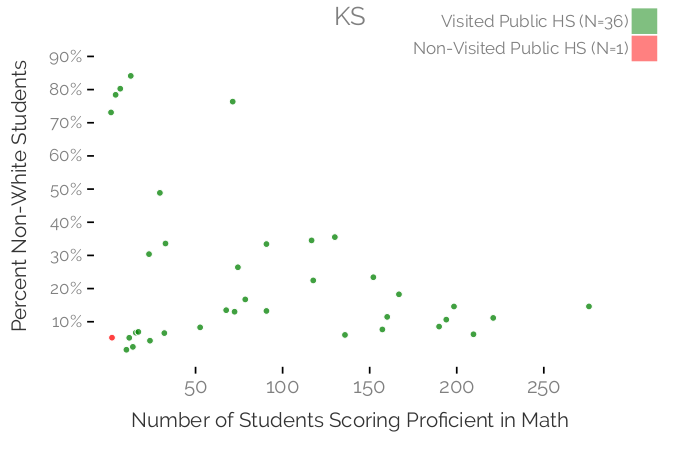 KS
Visited Public HS (N=36)
Non-Visited Public HS (N=1)
Percent Non-White Students
90%
80%
70%
60%
50%
40%
30%
20%
10%
50
100
150
200
250
Number of Students Scoring Proficient in Math